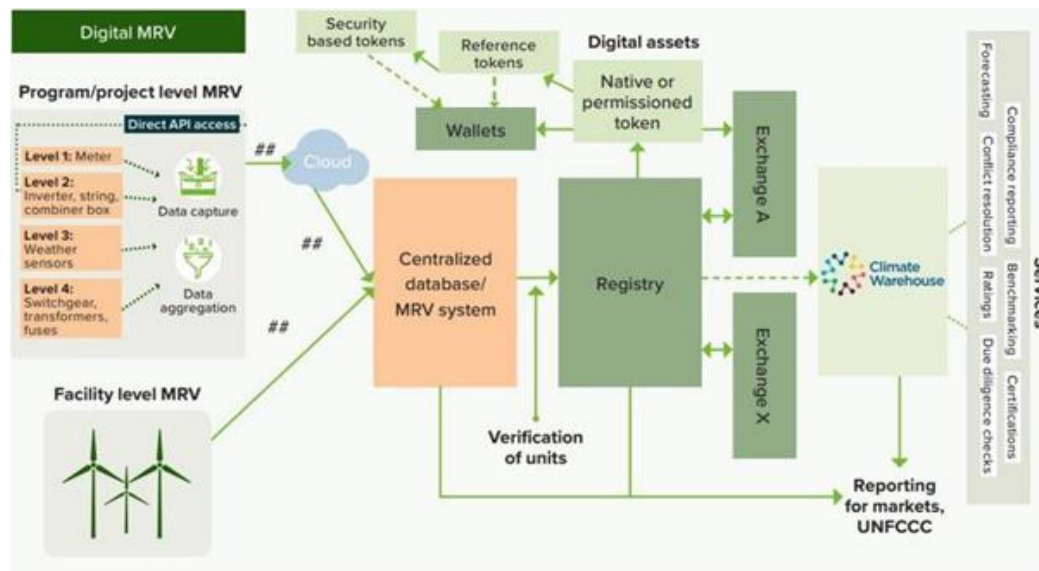 Digital MRV
Program/project level MRV
Direct API access
Level 1: Meter
Level 2:
Inverter, string,
combiner box
Level 3:
Weather
sensors
Level 4:
Switchgear,
transformers,
fuses
Data capture
Data
aggregation
Facility level MRV
##
##
##
Cloud
Security
based tokens
Reference
tokens
Digital assets
Native or
permissioned
token
Wallets
Centralized
database/
MRV system
Registry
Verification
of units
Exchange A
Exchange X
Climate
Warehouse
Reporting
for markets,
UNFCCC
Forecasting
Conflict resolution
Ratings
Due diligence checks
Compliance reporting
Benchmarking
Certifications
Services